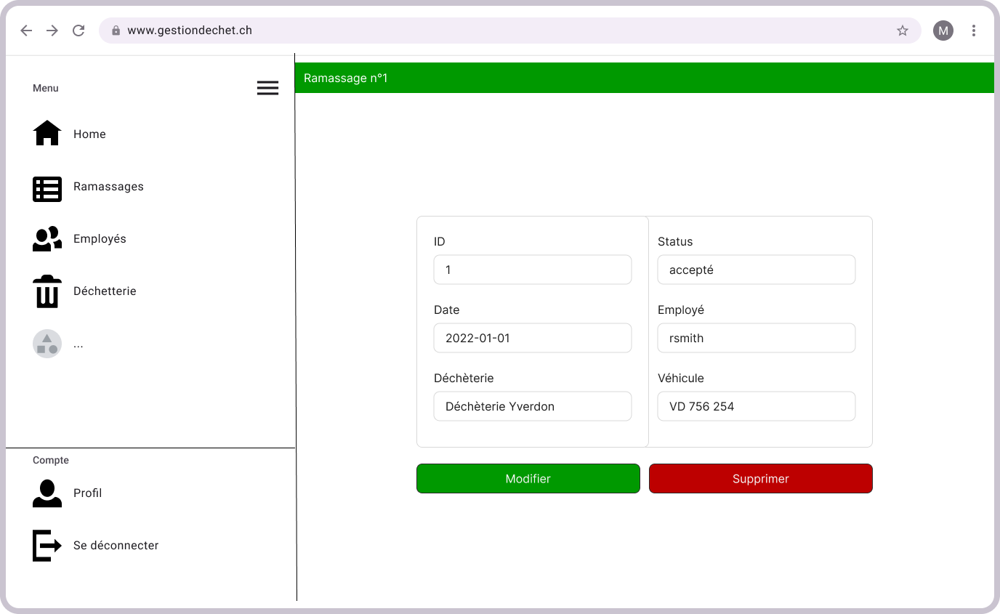 www.gestiondechet.ch
M
Menu
Home
Ramassages
Employés
Déchetterie
...
Compte
Profil
Se déconnecter
Ramassage n°1
ID
1
Status
accepté
Date
2022-01-01
Employé
rsmith
Déchèterie
Déchèterie Yverdon
Véhicule
VD 756 254
Modifier
Supprimer